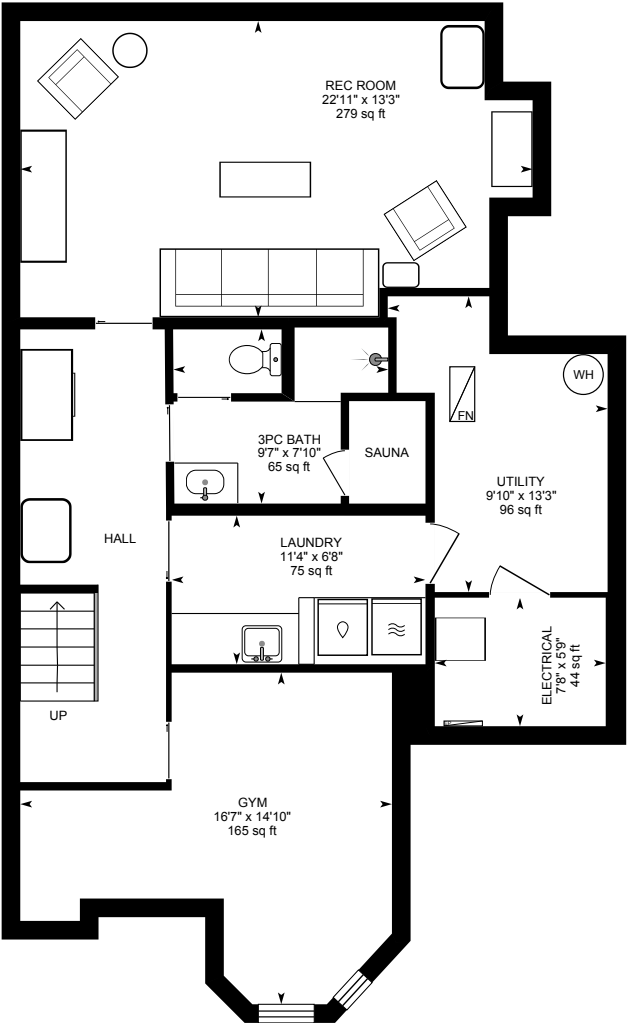 REC ROOM
22'11" x 13'3"
279 sq ft
WH
FN
3PC BATH
9'7" x 7'10"
65 sq ft
SAUNA
UTILITY
9'10" x 13'3"
96 sq ft
HALL
LAUNDRY
11'4" x 6'8"
75 sq ft
ELECTRICAL
7'8" x 5'9"
44 sq ft
UP
GYM
16'7" x 14'10"
165 sq ft